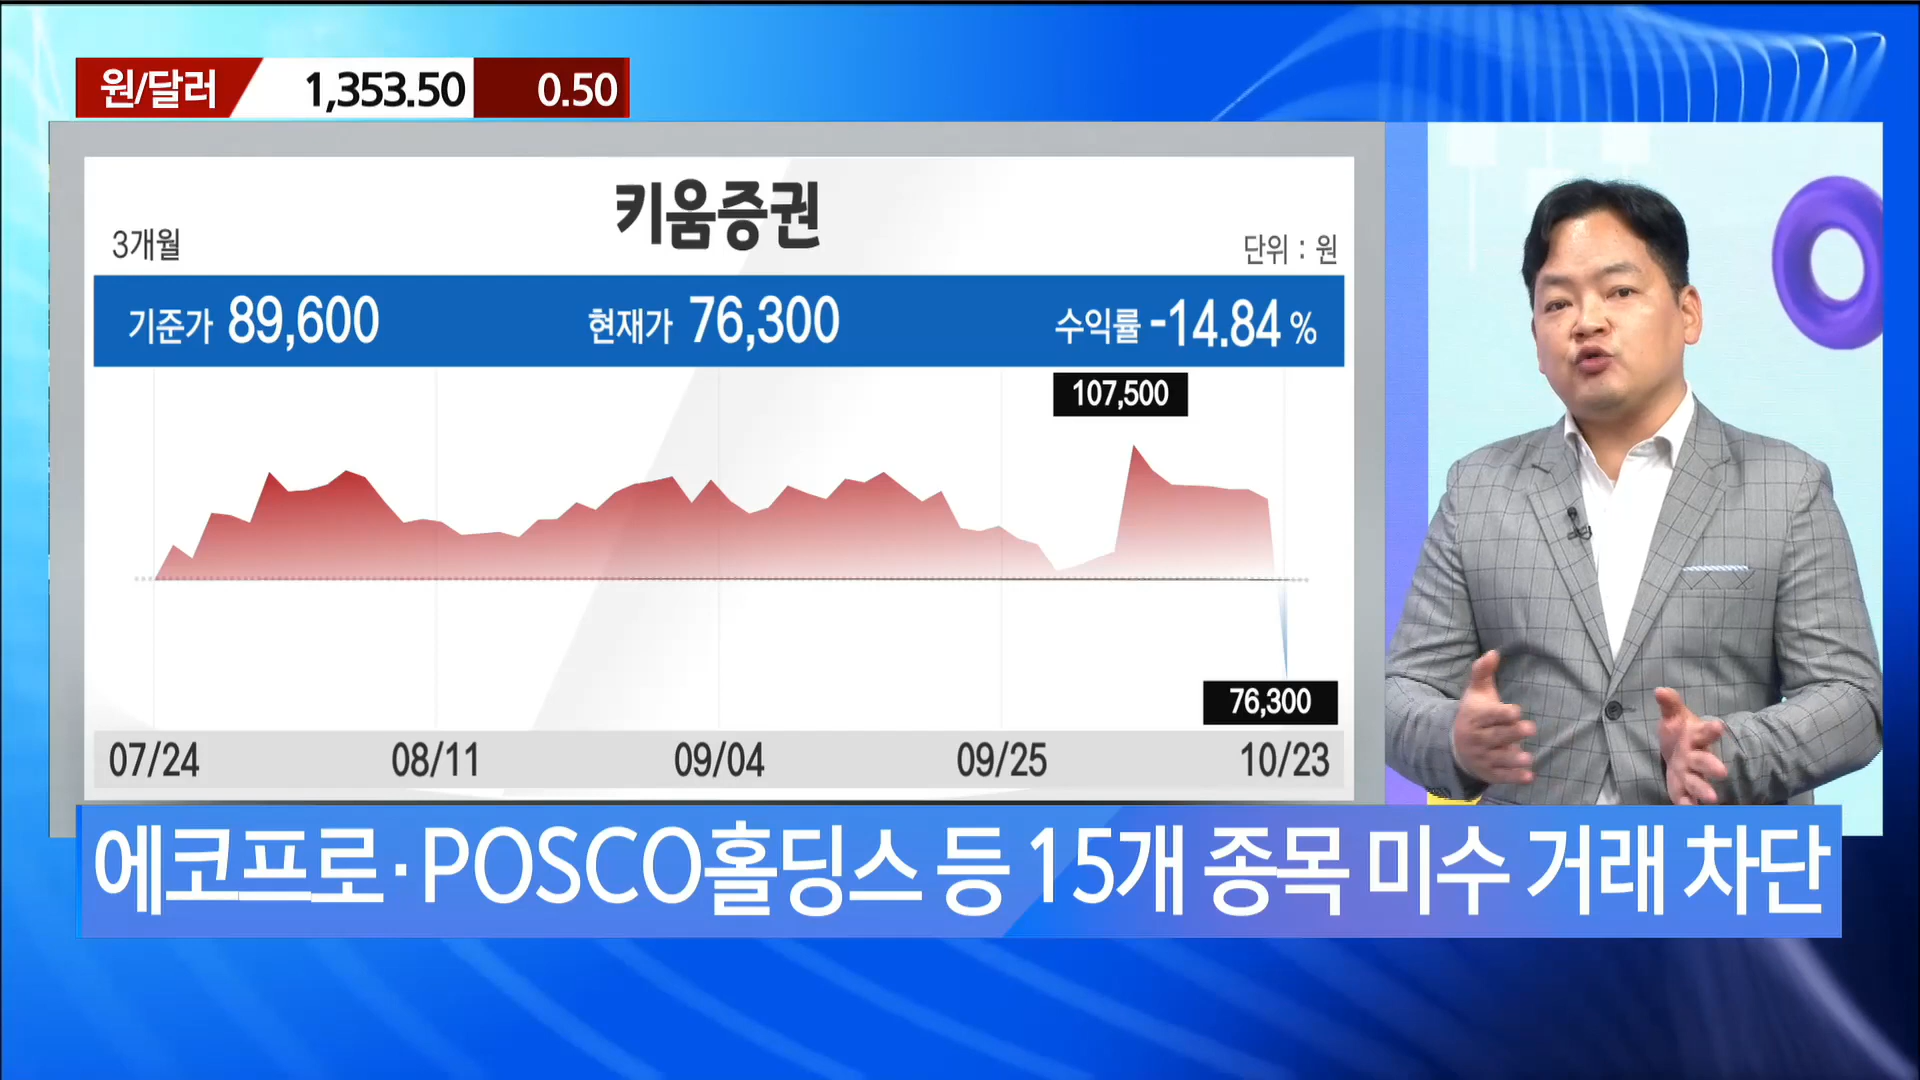 원/달러 1,353.50 0.50
키움증권
3개월
단위 : 원
기준가 89,600 현재가 76,300 수익률 -14.84 %
107,500
76,300
07/24 08/11 09/04 09/25 10/23
에코프로·POSCO홀딩스 등 15개 종목 미수 거래 차단